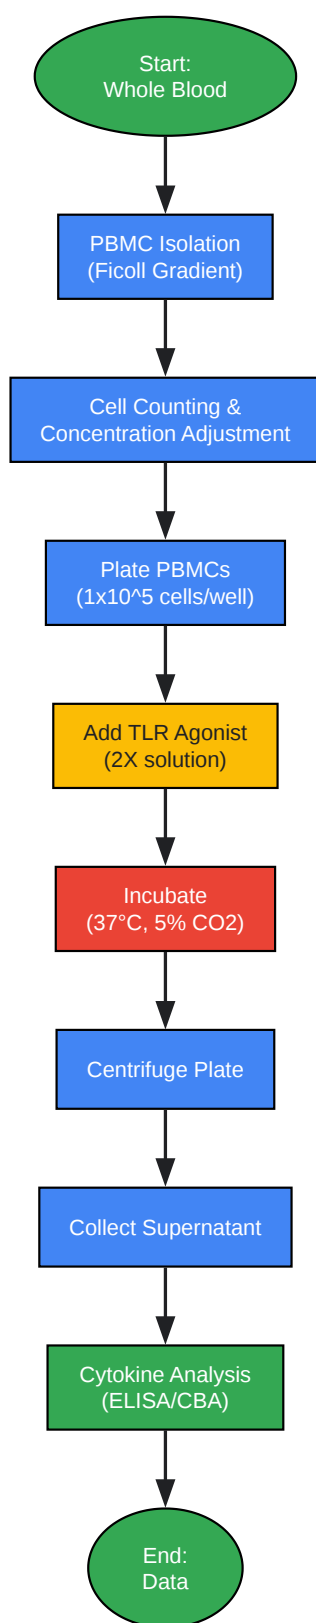 Start:
Whole Blood
PBMC Isolation
(Ficoll Gradient)
Cell Counting &
Concentration Adjustment
Plate PBMCs
(1x10^5 cells/well)
Add TLR Agonist
(2X solution)
Incubate
(37°C, 5% CO2)
Centrifuge Plate
Collect Supernatant
Cytokine Analysis
(ELISA/CBA)
End:
Data